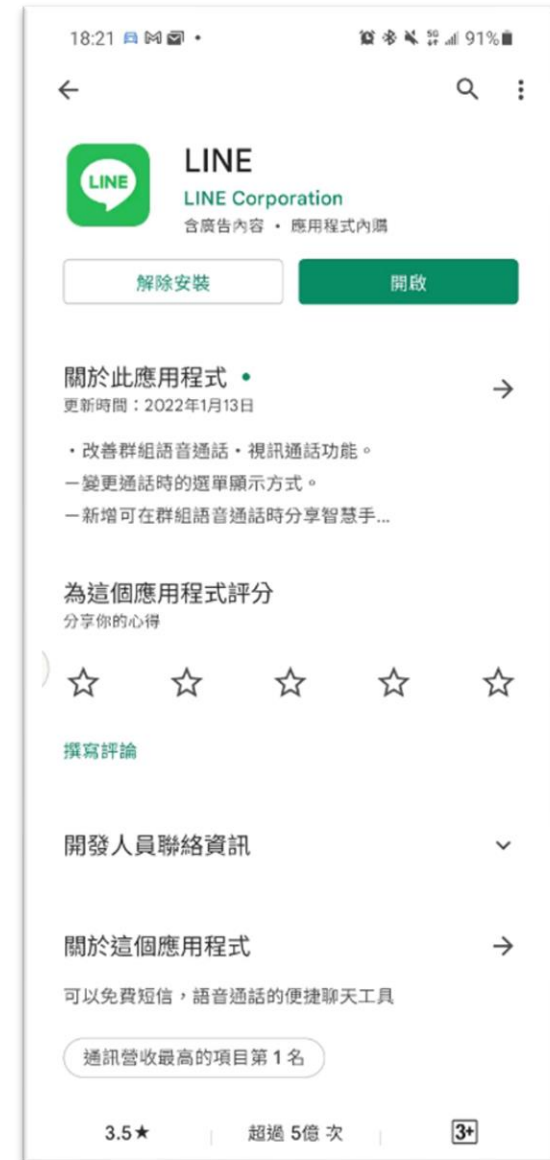 18:21
5G
91%
LINE
LINE
LINE Corporation
含廣告內容 • 應用程式內購
解除安裝
開啟
關於此應用程式 •
更新時間：2022年1月13日
・改善群組語音通話・視訊通話功能。
－變更通話時的選單顯示方式。
－新增可在群組語音通話時分享智慧手...
為這個應用程式評分
分享你的心得
撰寫評論
開發人員聯絡資訊
關於這個應用程式
可以免費短信，語音通話的便捷聊天工具
通訊營收最高的項目第 1 名
3.5★
超過 5億 次
3+